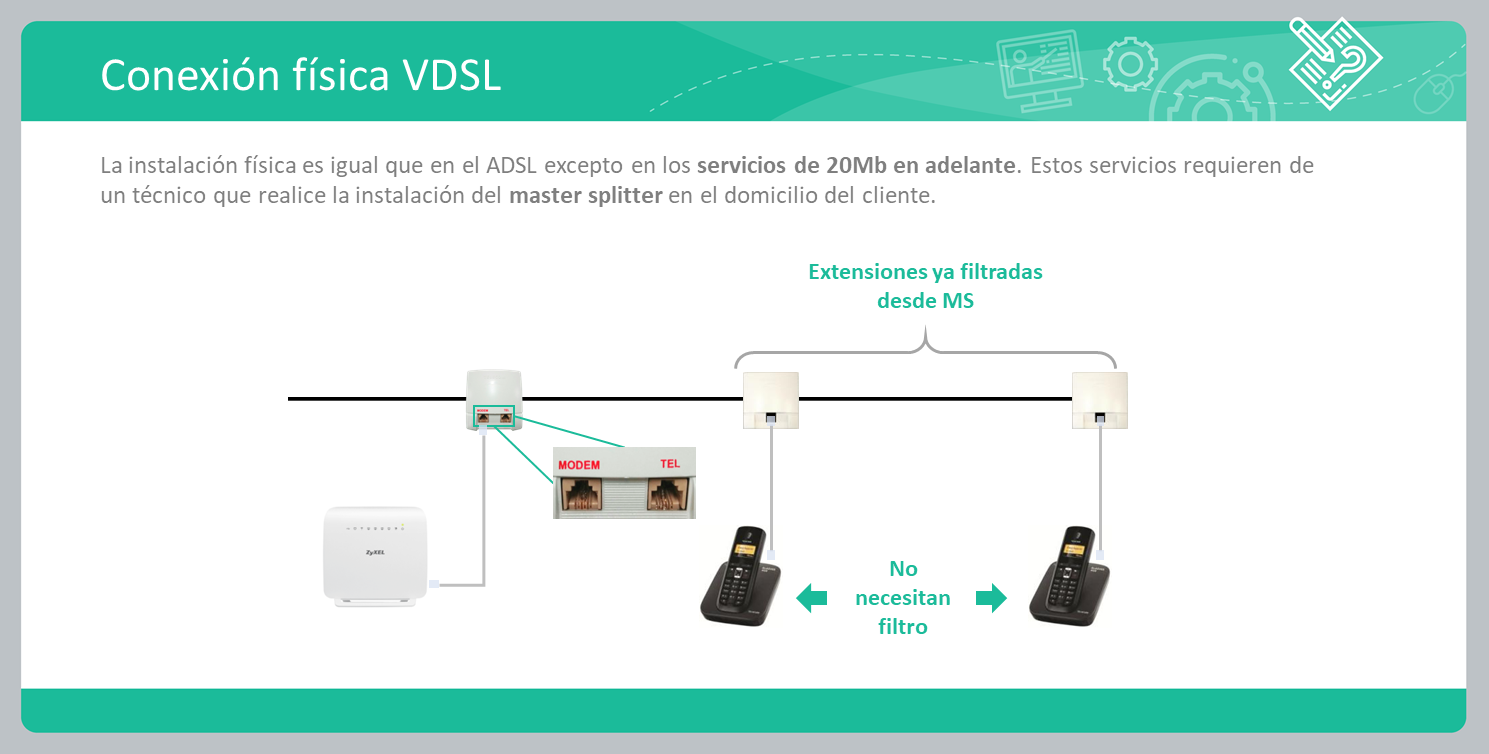 Conexión física VDSL
La instalación física es igual que en el ADSL excepto en los servicios de 20Mb en adelante. Estos servicios requieren de
un técnico que realice la instalación del master splitter en el domicilio del cliente.
Extensiones ya filtradas
desde MS
MODEM TEL
MODEM TEL
ZyXEL
No
necesitan
filtro